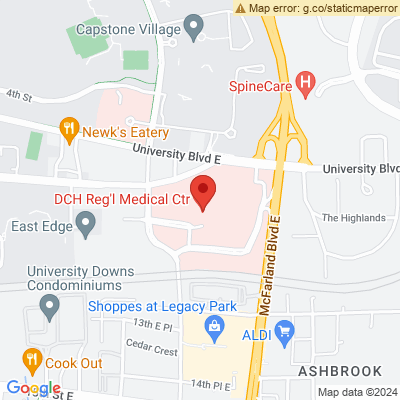 Map error: g.co/staticmaperror
Capstone Village
4th St
SpineCare
H
Newk's Eatery
University Blvd E
University Blvd
DCH Reg'l Medical Ctr
The Highlands
East Edge
McFarland Blvd E
University Downs
Condominiums
Shoppes at Legacy Park
13th E Pl
ALDI
Cedar Crest
Cook Out
ASHBROOK
14th Pl E
Google
15th St E
Map data ©2024